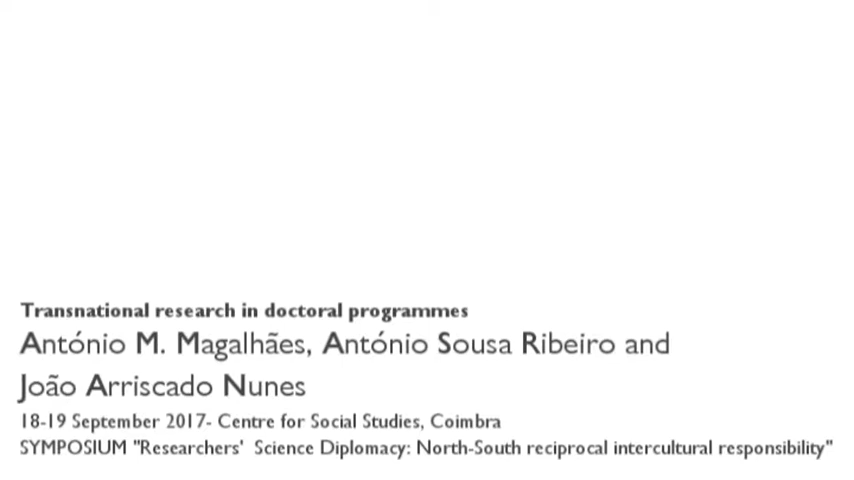 Transnational research in doctoral programmes
António M. Magalhães, António Sousa Ribeiro and
João Arriscado Nunes
18-19 September 2017- Centre for Social Studies, Coimbra
SYMPOSIUM "Researchers' Science Diplomacy: North-South reciprocal intercultural responsibility"